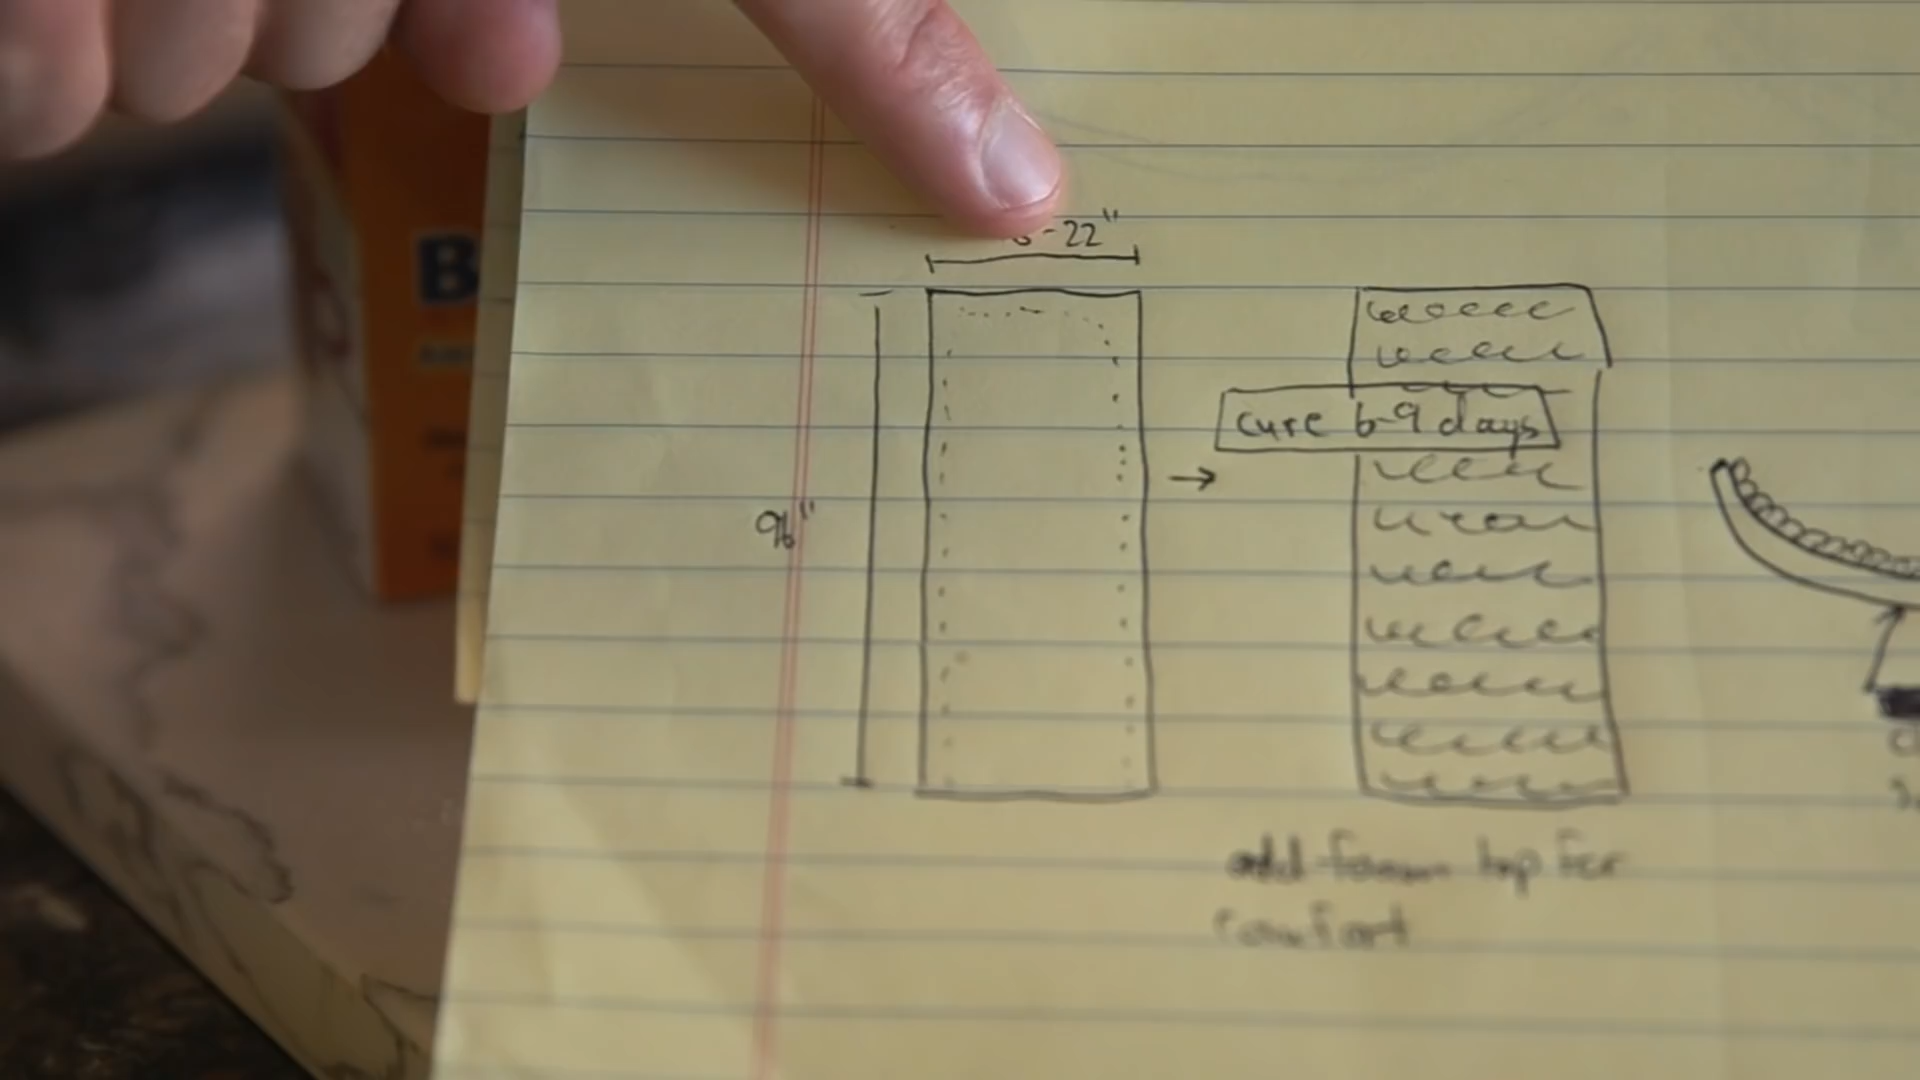 -22"
96"
cure 6-9 days
add foam top for
comfort
B